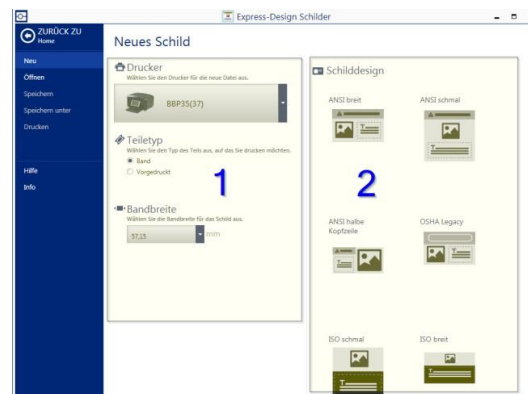 Express-Design Schilder
ZURÜCK ZU
Home
Neu
Öffnen
Speichern
Speichern unter
Drucken
Hilfe
Info
Neues Schild
Drucker
Wählen Sie den Drucker für die neue Datei aus.
BBP35(37)
Teiletyp
Wählen Sie den Typ des Teils aus, auf das Sie drucken möchten.
Band
Vorgedruckt
1
Bandbreite
Wählen Sie die Bandbreite für das Schild aus.
57,15
mm
Schilddesign
ANSI breit
ANSI schmal
2
ANSI halbe
Kopfzeile
OSHA Legacy
ISO schmal
ISO breit